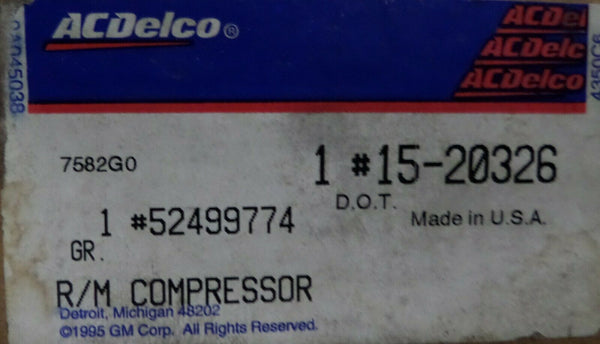 ACDelco®
ACDel
ACDelc
ACDelco
4350C6
7582G0
1 #15-20326
D.O.T.
Made in U.S.A.
1 #52499774
GR.
R/M COMPRESSOR
Detroit, Michigan 48202
©1995 GM Corp. All Rights Reserved.